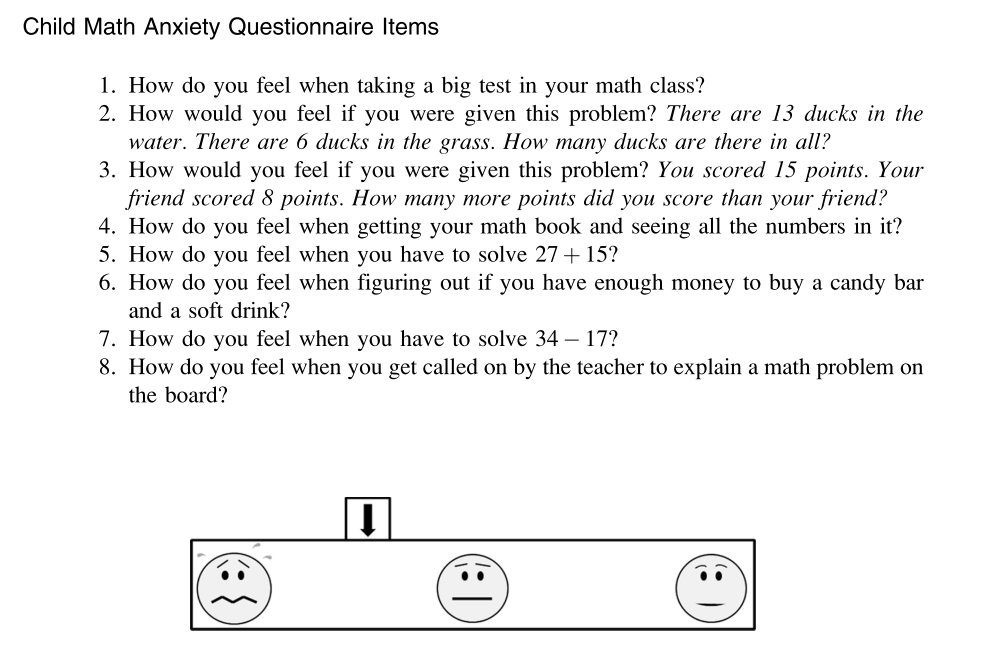 Child Math Anxiety Questionnaire Items
1. How do you feel when taking a big test in your math class?
2. How would you feel if you were given this problem? There are 13 ducks in the
water. There are 6 ducks in the grass. How many ducks are there in all?
3. How would you feel if you were given this problem? You scored 15 points. Your
friend scored 8 points. How many more points did you score than your friend?
4. How do you feel when getting your math book and seeing all the numbers in it?
5. How do you feel when you have to solve 27 + 15?
6. How do you feel when figuring out if you have enough money to buy a candy bar
and a soft drink?
7. How do you feel when you have to solve 34 – 17?
8. How do you feel when you get called on by the teacher to explain a math problem on
the board?